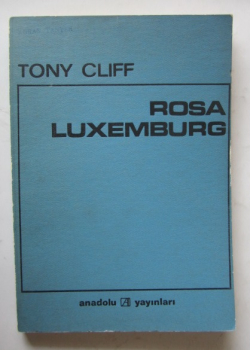 TONY CLIFF
ROSA
LUXEMBURG
anadolu A yayınları